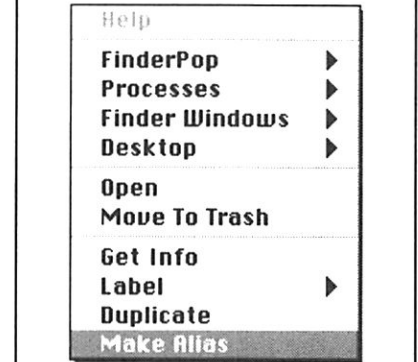 Help
FinderPop
Processes
Finder Windows
Desktop
Open
Move To Trash
Get Info
Label
Duplicate
Make Alias